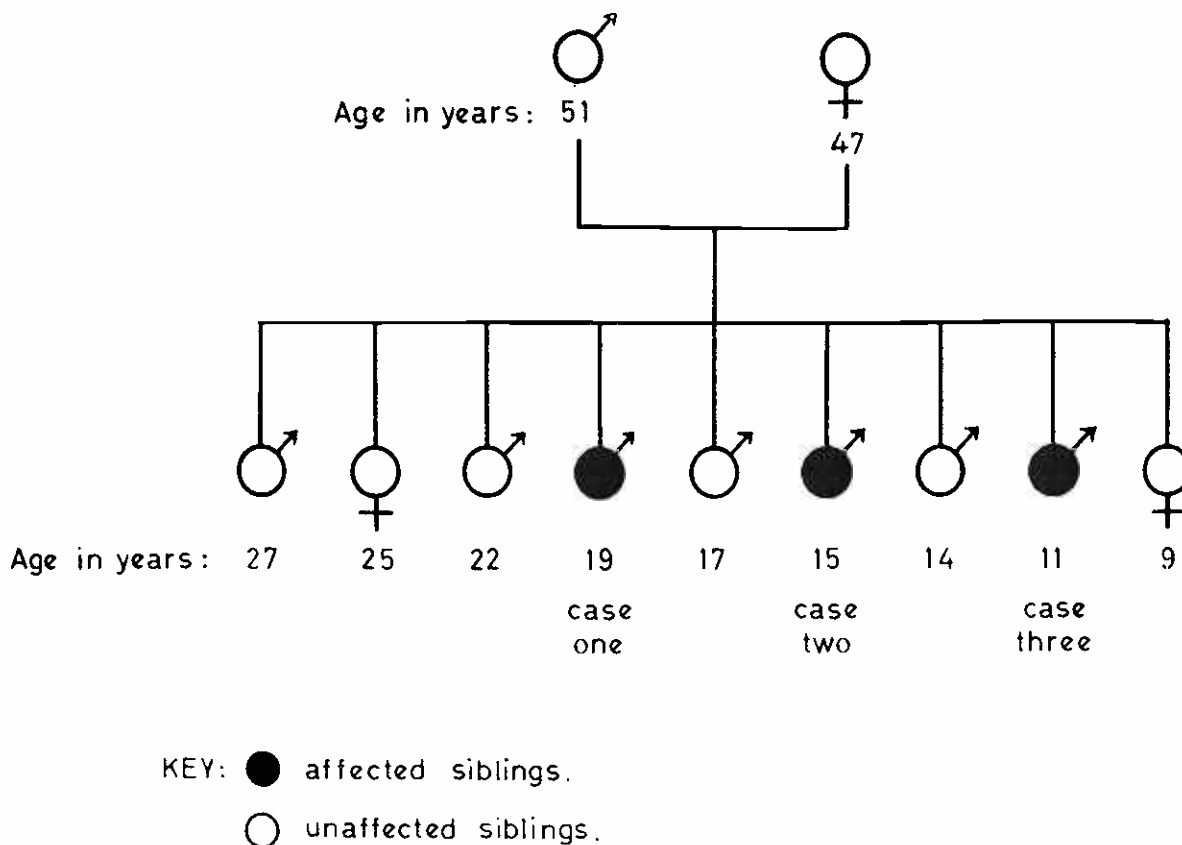 Age in years: 51
47
Age in years: 27 25 22 19 17 15 14 11 9
case case case
one two three
KEY: affected siblings.
unaffected siblings.